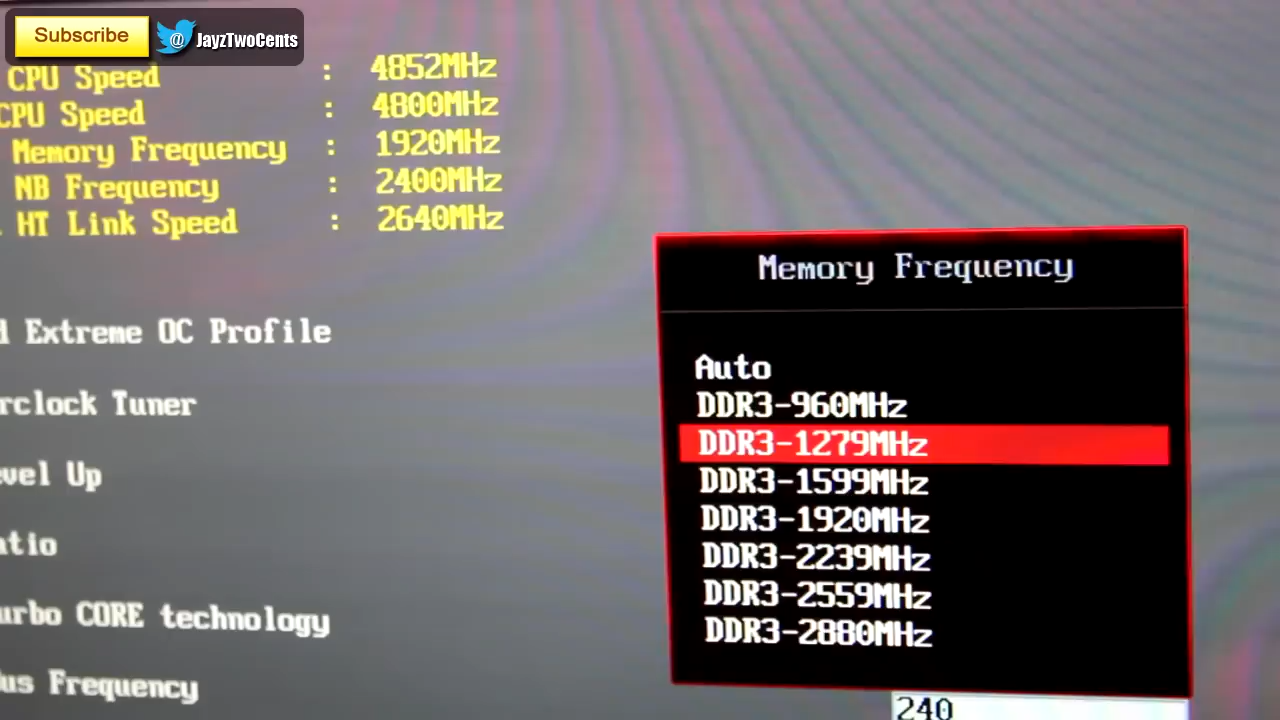 Subscribe
@ JayzTwoCents
CPU Speed : 4852MHz
CPU Speed : 4800MHz
Memory Frequency : 1920MHz
NB Frequency : 2400MHz
HT Link Speed : 2640MHz
Memory Frequency
Extreme OC Profile
Auto
rclock Tuner
DDR3-960MHz
DDR3-1279MHz
evel Up
DDR3-1599MHz
DDR3-1920MHz
atio
DDR3-2239MHz
DDR3-2559MHz
urbo CORE technology
DDR3-2880MHz
us Frequency
240